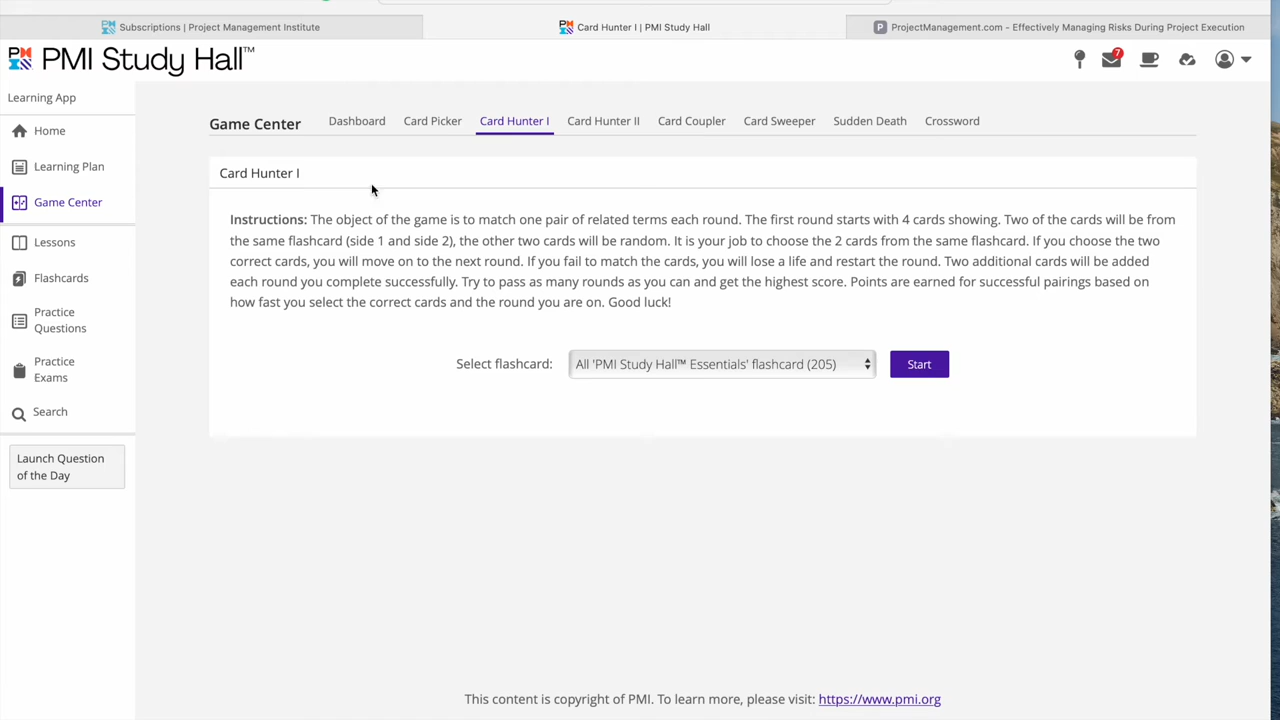 Subscriptions | Project Management Institute
Card Hunter I | PMI Study Hall
ProjectManagement.com - Effectively Managing Risks During Project Execution
PMI Study Hall™
7
Learning App
Home
Learning Plan
Game Center
Lessons
Flashcards
Practice
Questions
Practice
Exams
Search
Launch Question
of the Day
Game Center
Dashboard
Card Picker
Card Hunter I
Card Hunter II
Card Coupler
Card Sweeper
Sudden Death
Crossword
Card Hunter I
Instructions: The object of the game is to match one pair of related terms each round. The first round starts with 4 cards showing. Two of the cards will be from
the same flashcard (side 1 and side 2), the other two cards will be random. It is your job to choose the 2 cards from the same flashcard. If you choose the two
correct cards, you will move on to the next round. If you fail to match the cards, you will lose a life and restart the round. Two additional cards will be added
each round you complete successfully. Try to pass as many rounds as you can and get the highest score. Points are earned for successful pairings based on
how fast you select the correct cards and the round you are on. Good luck!
Select flashcard:
All 'PMI Study Hall™ Essentials' flashcard (205)
Start
This content is copyright of PMI. To learn more, please visit: https://www.pmi.org